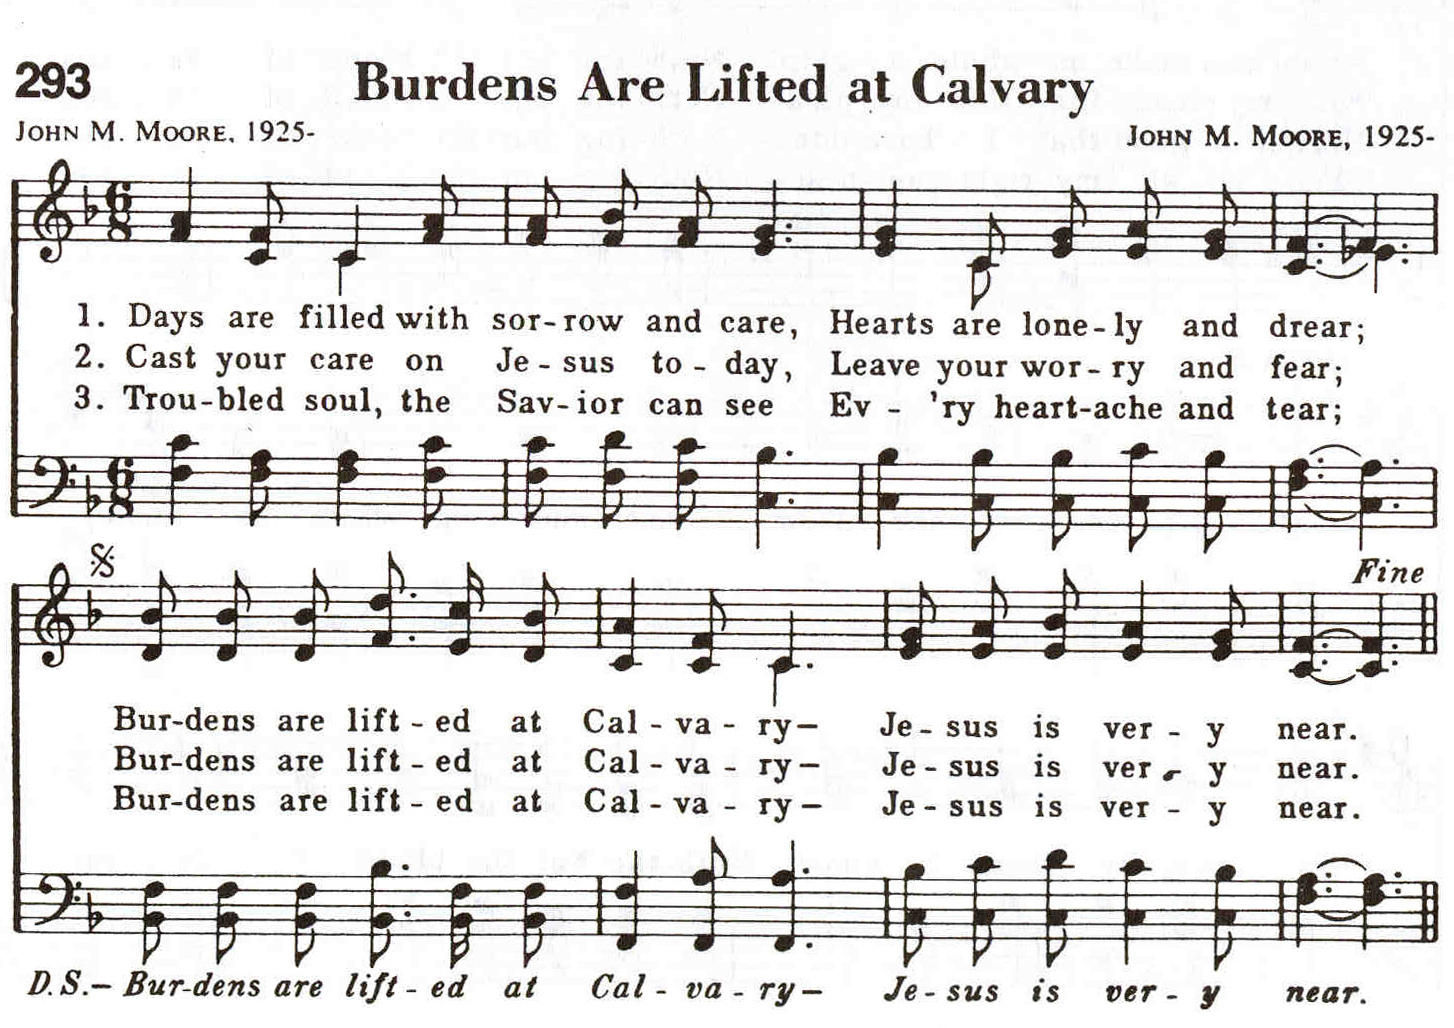 293 Burdens Are Lifted at Calvary
JOHN M. MOORE, 1925- JOHN M. MOORE, 1925-
6 8
1. Days are filled with sor-row and care, Hearts are lone-ly and drear;
2. Cast your care on Je-sus to-day, Leave your wor-ry and fear;
3. Trou-bled soul, the Sav-ior can see Ev-'ry heart-ache and tear;
6 8
Fine
Bur-dens are lift-ed at Cal-va-ry— Je-sus is ver-y near.
Bur-dens are lift-ed at Cal-va-ry— Je-sus is ver-y near.
Bur-dens are lift-ed at Cal-va-ry— Je-sus is ver-y near.
D.S.— Bur-dens are lift-ed at Cal-va-ry— Je-sus is ver-y near.